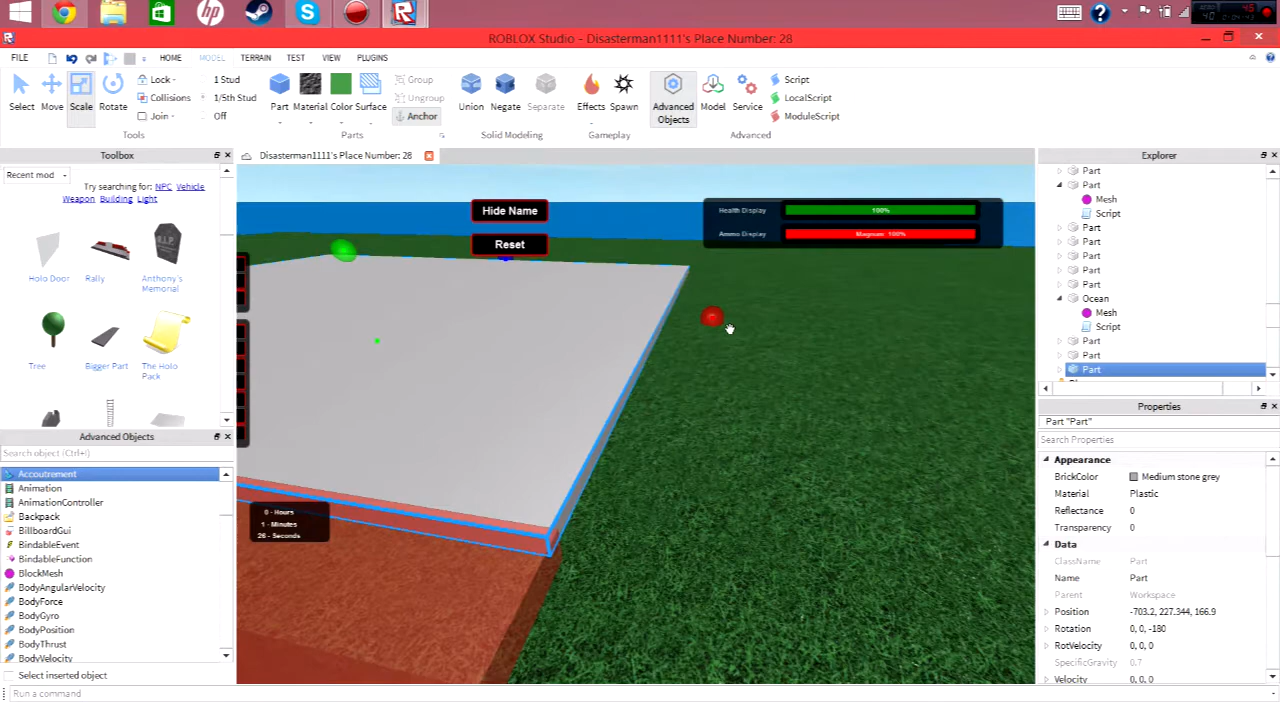 ROBLOX Studio - Disasterman1111's Place Number: 28
FILE HOME MODEL TERRAIN TEST VIEW PLUGINS
Select Move Scale Rotate
Lock
Collisions
Join
1 Stud
1/5th Stud
Off
Part Material Color Surface
Group
Ungroup
Anchor
Union Negate Separate
Effects Spawn
Advanced Objects
Model Service
Script
LocalScript
ModuleScript
Tools Parts Solid Modeling Gameplay Advanced
Toolbox
Recent mod
Try searching for: NPC Vehicle
Weapon Building Light
Holo Door Rally Anthony's Memorial
Tree Bigger Part The Holo Pack
Advanced Objects
Search object (Ctrl+I)
Accoutrement
Animation
AnimationController
Backpack
BillboardGui
BindableEvent
BindableFunction
BlockMesh
BodyAngularVelocity
BodyForce
BodyGyro
BodyPosition
BodyThrust
BodyVelocity
Select inserted object
Run a command
Disasterman1111's Place Number: 28
Hide Name
Reset
Health Display 100%
Ammo Display Magnum: 100%
0 - Hours
1 - Minutes
26 - Seconds
Explorer
Part
Part
Mesh
Script
Part
Part
Part
Part
Part
Ocean
Mesh
Script
Part
Part
Part
Properties
Part "Part"
Search Properties
Appearance
BrickColor Medium stone grey
Material Plastic
Reflectance 0
Transparency 0
Data
ClassName Part
Name Part
Parent Workspace
Position -703.2, 227.344, 166.9
Rotation 0, 0, -180
RotVelocity 0, 0, 0
SpecificGravity 0.7
Velocity 0, 0, 0